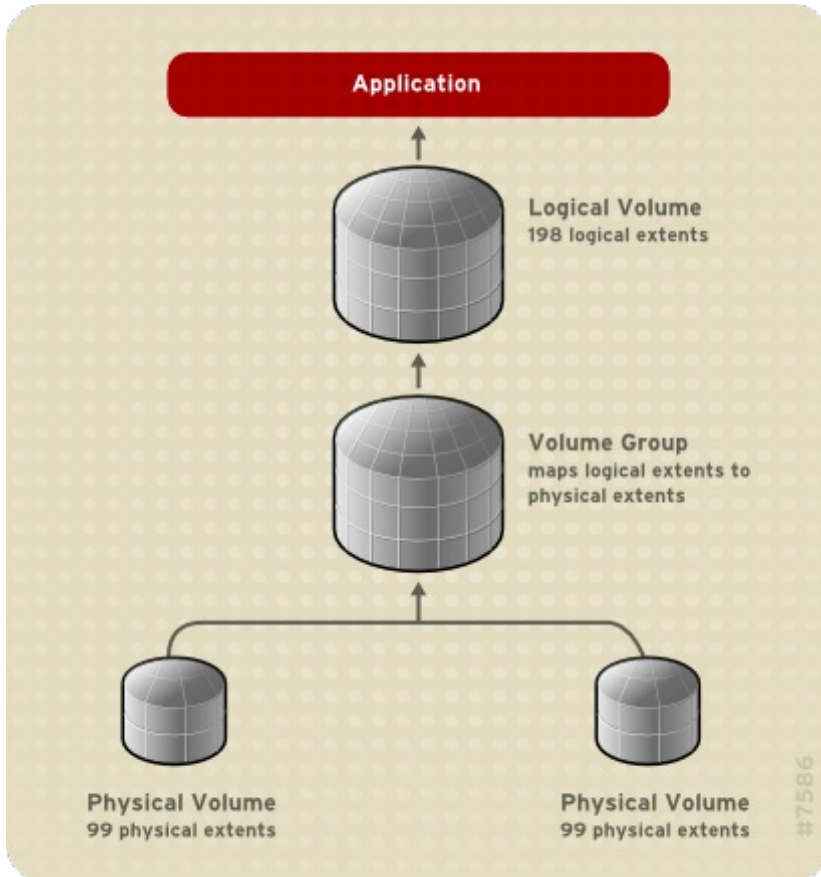 Application
Logical Volume
198 logical extents
Volume Group
maps logical extents to
physical extents
Physical Volume
99 physical extents
Physical Volume
99 physical extents
#7586